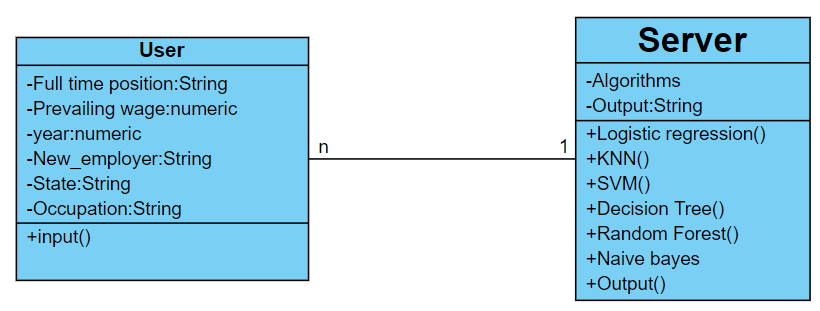 User
-Full time position:String
-Prevailing wage:numeric
-year:numeric
-New_employer:String
-State:String
-Occupation:String
+input()
n
1
Server
-Algorithms
-Output:String
+Logistic regression()
+KNN()
+SVM()
+Decision Tree()
+Random Forest()
+Naive bayes
+Output()